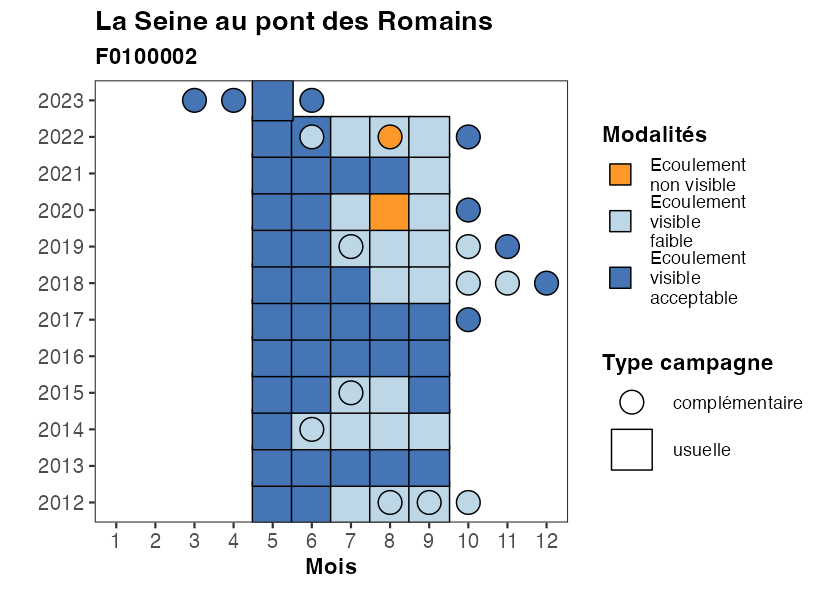 La Seine au pont des Romains
F0100002
2023
2022
2021
2020
2019
2018
2017
2016
2015
2014
2013
2012
1 2 3 4 5 6 7 8 9 10 11 12
Mois
Modalités
Ecoulement
non visible
Ecoulement
visible
faible
Ecoulement
visible
acceptable
Type campagne
complémentaire
usuelle